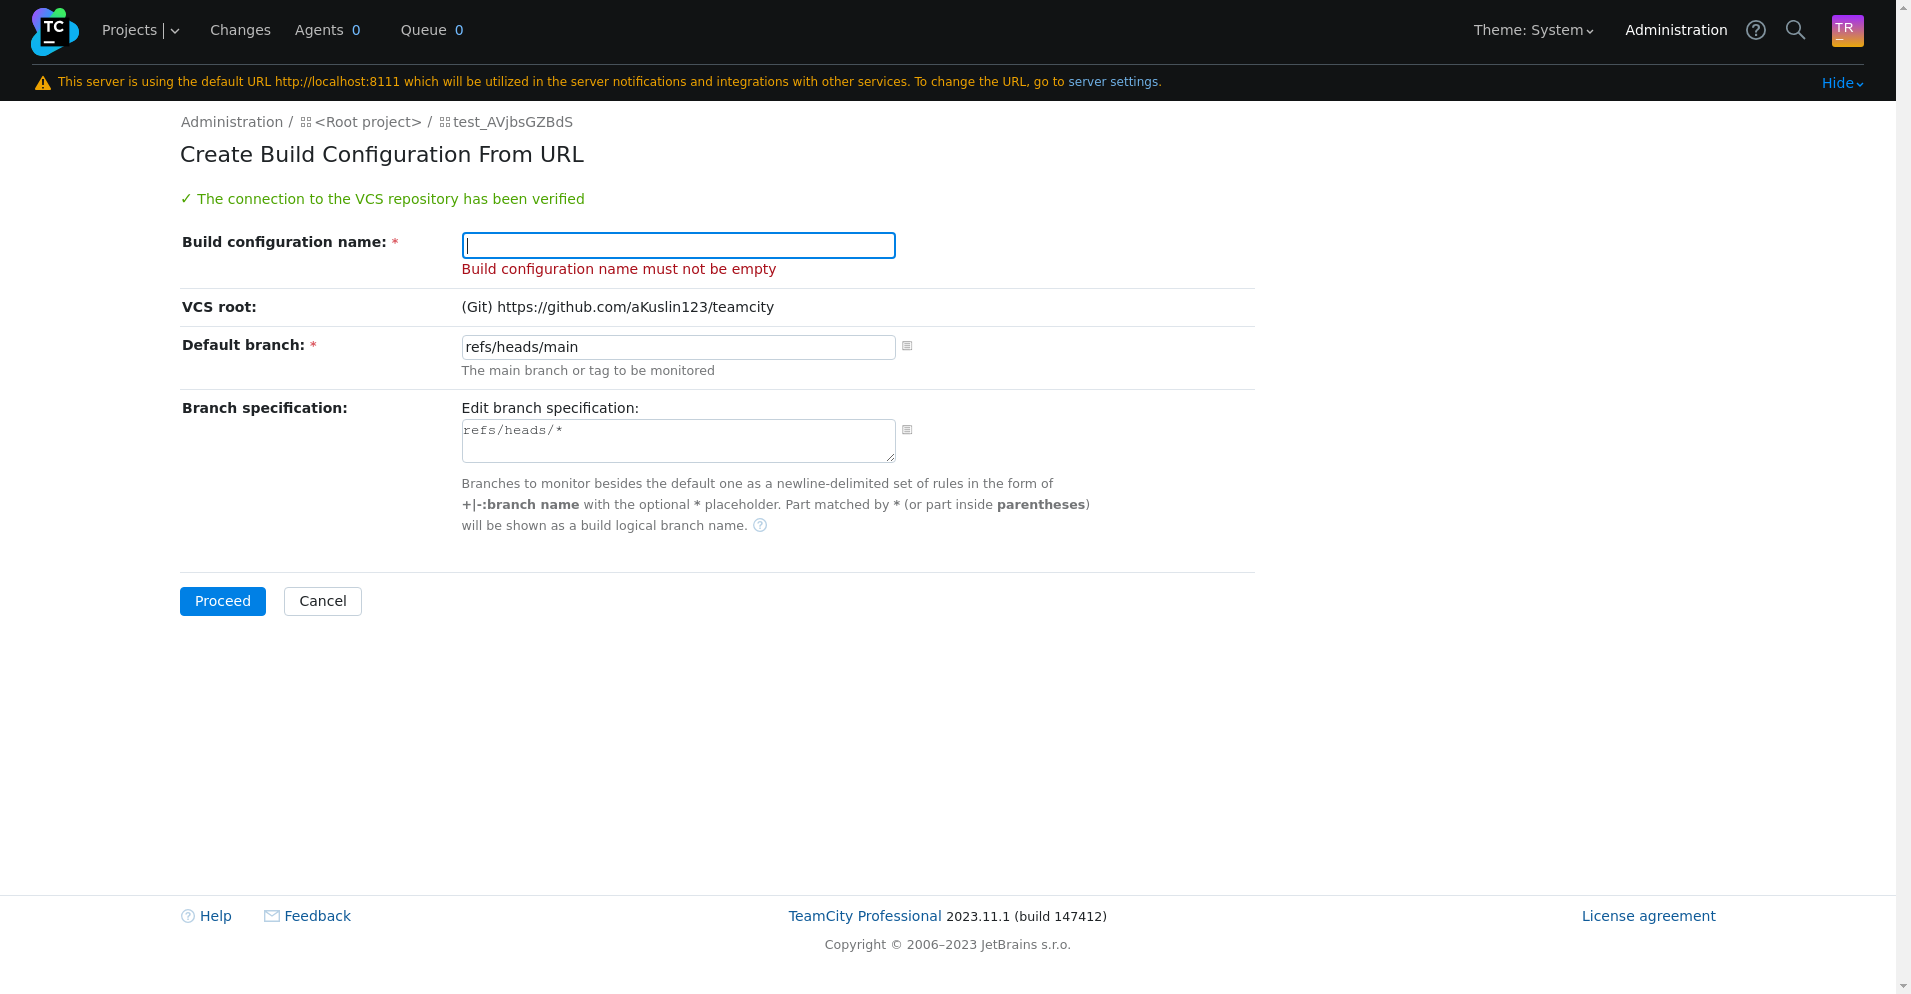 TC
Projects
Changes
Agents 0
Queue 0
Theme: System
Administration
TR
This server is using the default URL http://localhost:8111 which will be utilized in the server notifications and integrations with other services. To change the URL, go to server settings.
Hide
Administration / <Root project> / test_AVjbsGZBdS
Create Build Configuration From URL
✓ The connection to the VCS repository has been verified
Build configuration name: *
Build configuration name must not be empty
VCS root: (Git) https://github.com/aKuslin123/teamcity
Default branch: * refs/heads/main
The main branch or tag to be monitored
Branch specification: Edit branch specification:
refs/heads/*
Branches to monitor besides the default one as a newline-delimited set of rules in the form of
+|-:branch name with the optional * placeholder. Part matched by * (or part inside parentheses)
will be shown as a build logical branch name.
Proceed
Cancel
Help
Feedback
TeamCity Professional 2023.11.1 (build 147412)
License agreement
Copyright © 2006–2023 JetBrains s.r.o.